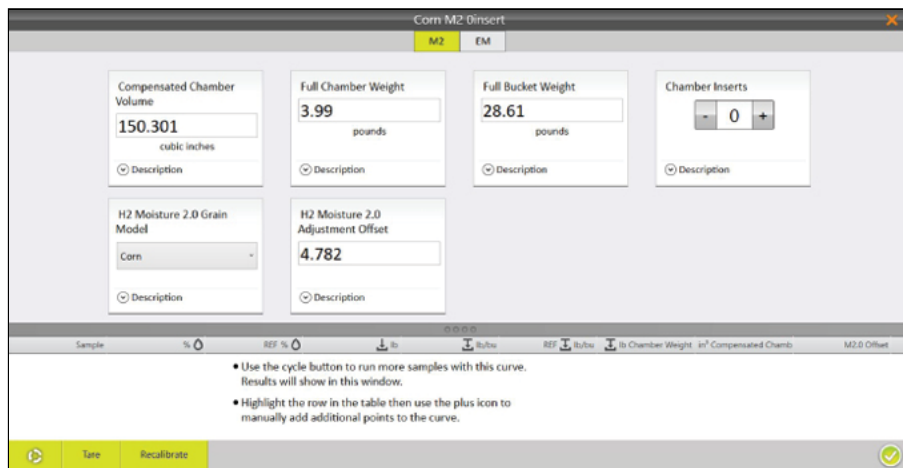 Corn M2 0insert
M2 EM
Compensated Chamber
Volume
150.301
cubic inches
Description
Full Chamber Weight
3.99
pounds
Description
Full Bucket Weight
28.61
pounds
Description
Chamber Inserts
- 0 +
Description
H2 Moisture 2.0 Grain
Model
Corn
Description
H2 Moisture 2.0
Adjustment Offset
4.782
Description
Sample % REF % lb lb/bu REF lb/bu lb Chamber Weight in³ Compensated Chamb M2.0 Offset
• Use the cycle button to run more samples with this curve.
Results will show in this window.
• Highlight the row in the table then use the plus icon to
manually add additional points to the curve.
Tare Recalibrate